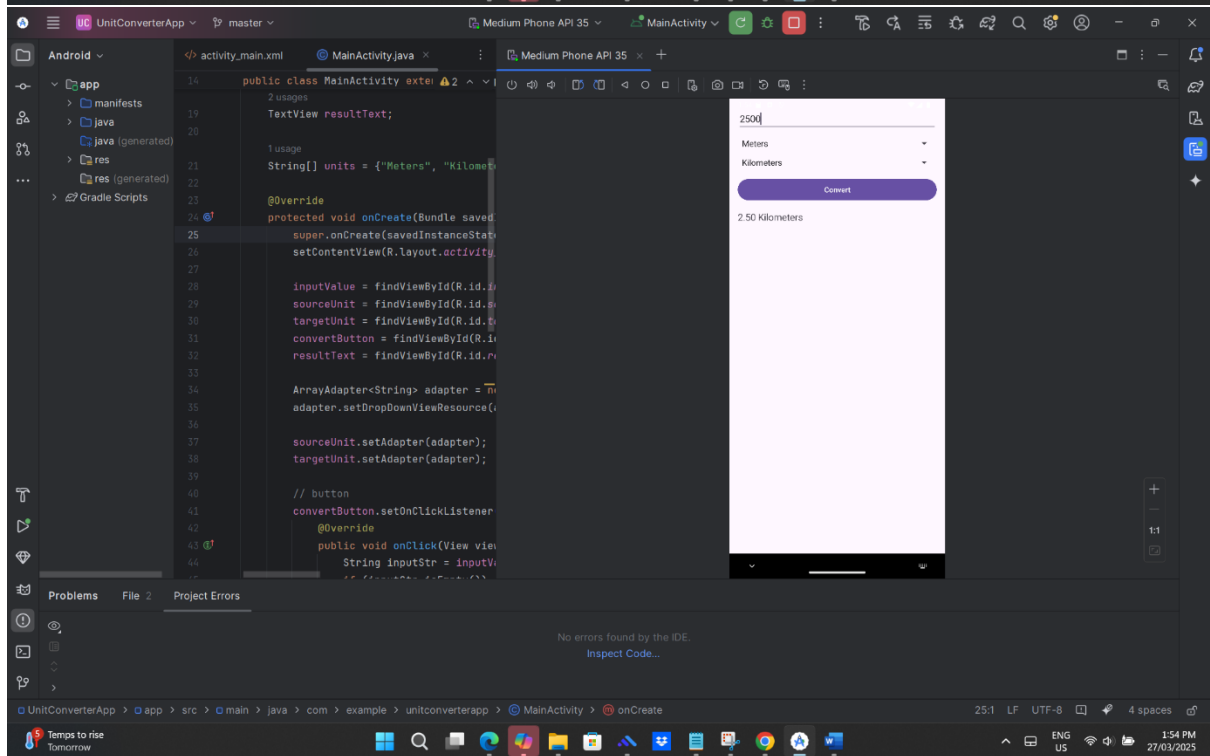 UC UnitConverterApp master Medium Phone API 35 MainActivity
Android
activity_main.xml MainActivity.java Medium Phone API 35
app
manifests
java
java (generated)
res
res (generated)
Gradle Scripts
14 public class MainActivity exte 2
2 usages
19 TextView resultText;
20
1 usage
21 String[] units = {"Meters", "Kilomet
22
23 @Override
24 protected void onCreate(Bundle saved
25 super.onCreate(savedInstanceStat
26 setContentView(R.layout.activity
27
28 inputValue = findViewById(R.id.i
29 sourceUnit = findViewById(R.id.s
30 targetUnit = findViewById(R.id.t
31 convertButton = findViewById(R.i
32 resultText = findViewById(R.id.r
33
34 ArrayAdapter<String> adapter = n
35 adapter.setDropDownViewResource(
36
37 sourceUnit.setAdapter(adapter);
38 targetUnit.setAdapter(adapter);
39
40 // button
41 convertButton.setOnClickListener
42 @Override
43 public void onClick(View vie
44 String inputStr = inputV
2500
Meters
Kilometers
Convert
2.50 Kilometers
1:1
Problems File 2 Project Errors
No errors found by the IDE.
Inspect Code...
UnitConverterApp > app > src > main > java > com > example > unitconverterapp > MainActivity > onCreate
25:1 LF UTF-8 4 spaces
5 Temps to rise
Tomorrow
ENG
US
1:54 PM
27/03/2025